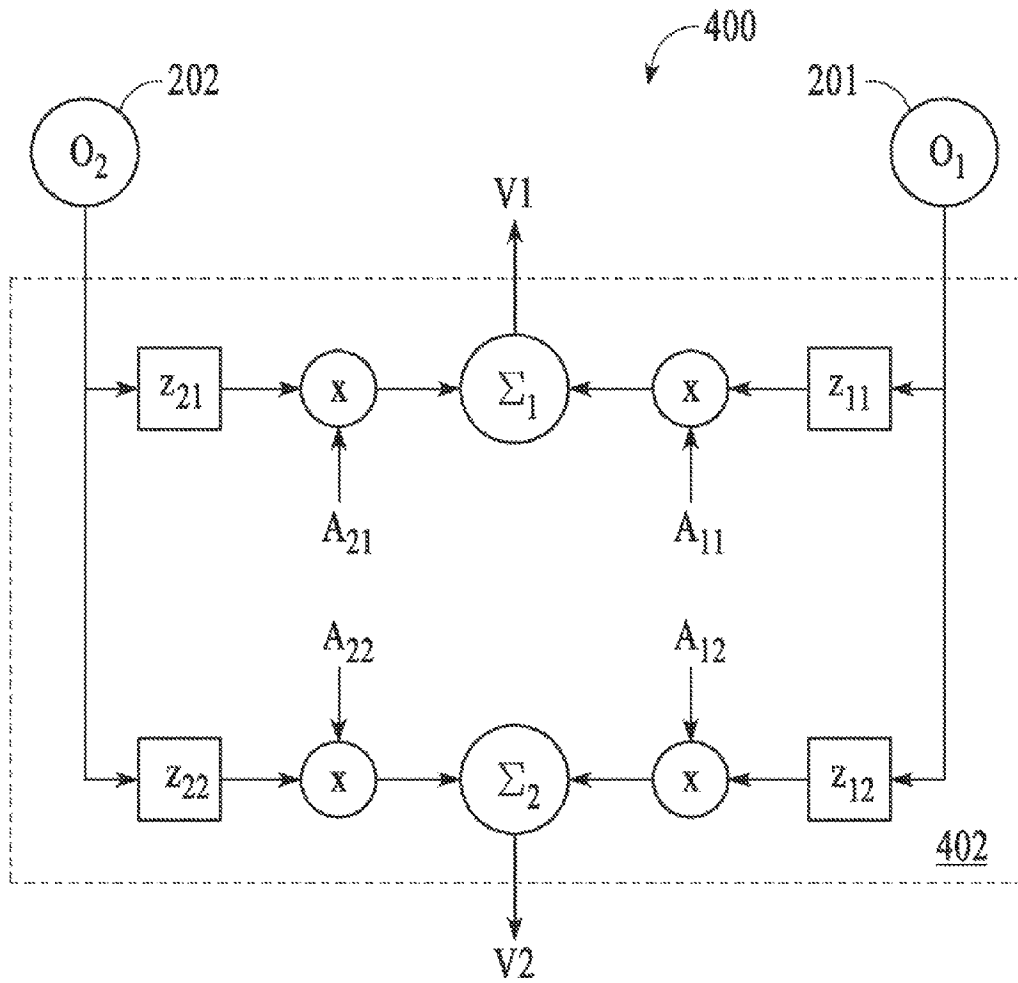 400
202
201
O₂
O₁
V1
z₂₁
x
Σ₁
x
z₁₁
A₂₁
A₁₁
A₂₂
A₁₂
z₂₂
x
Σ₂
x
z₁₂
402
V2